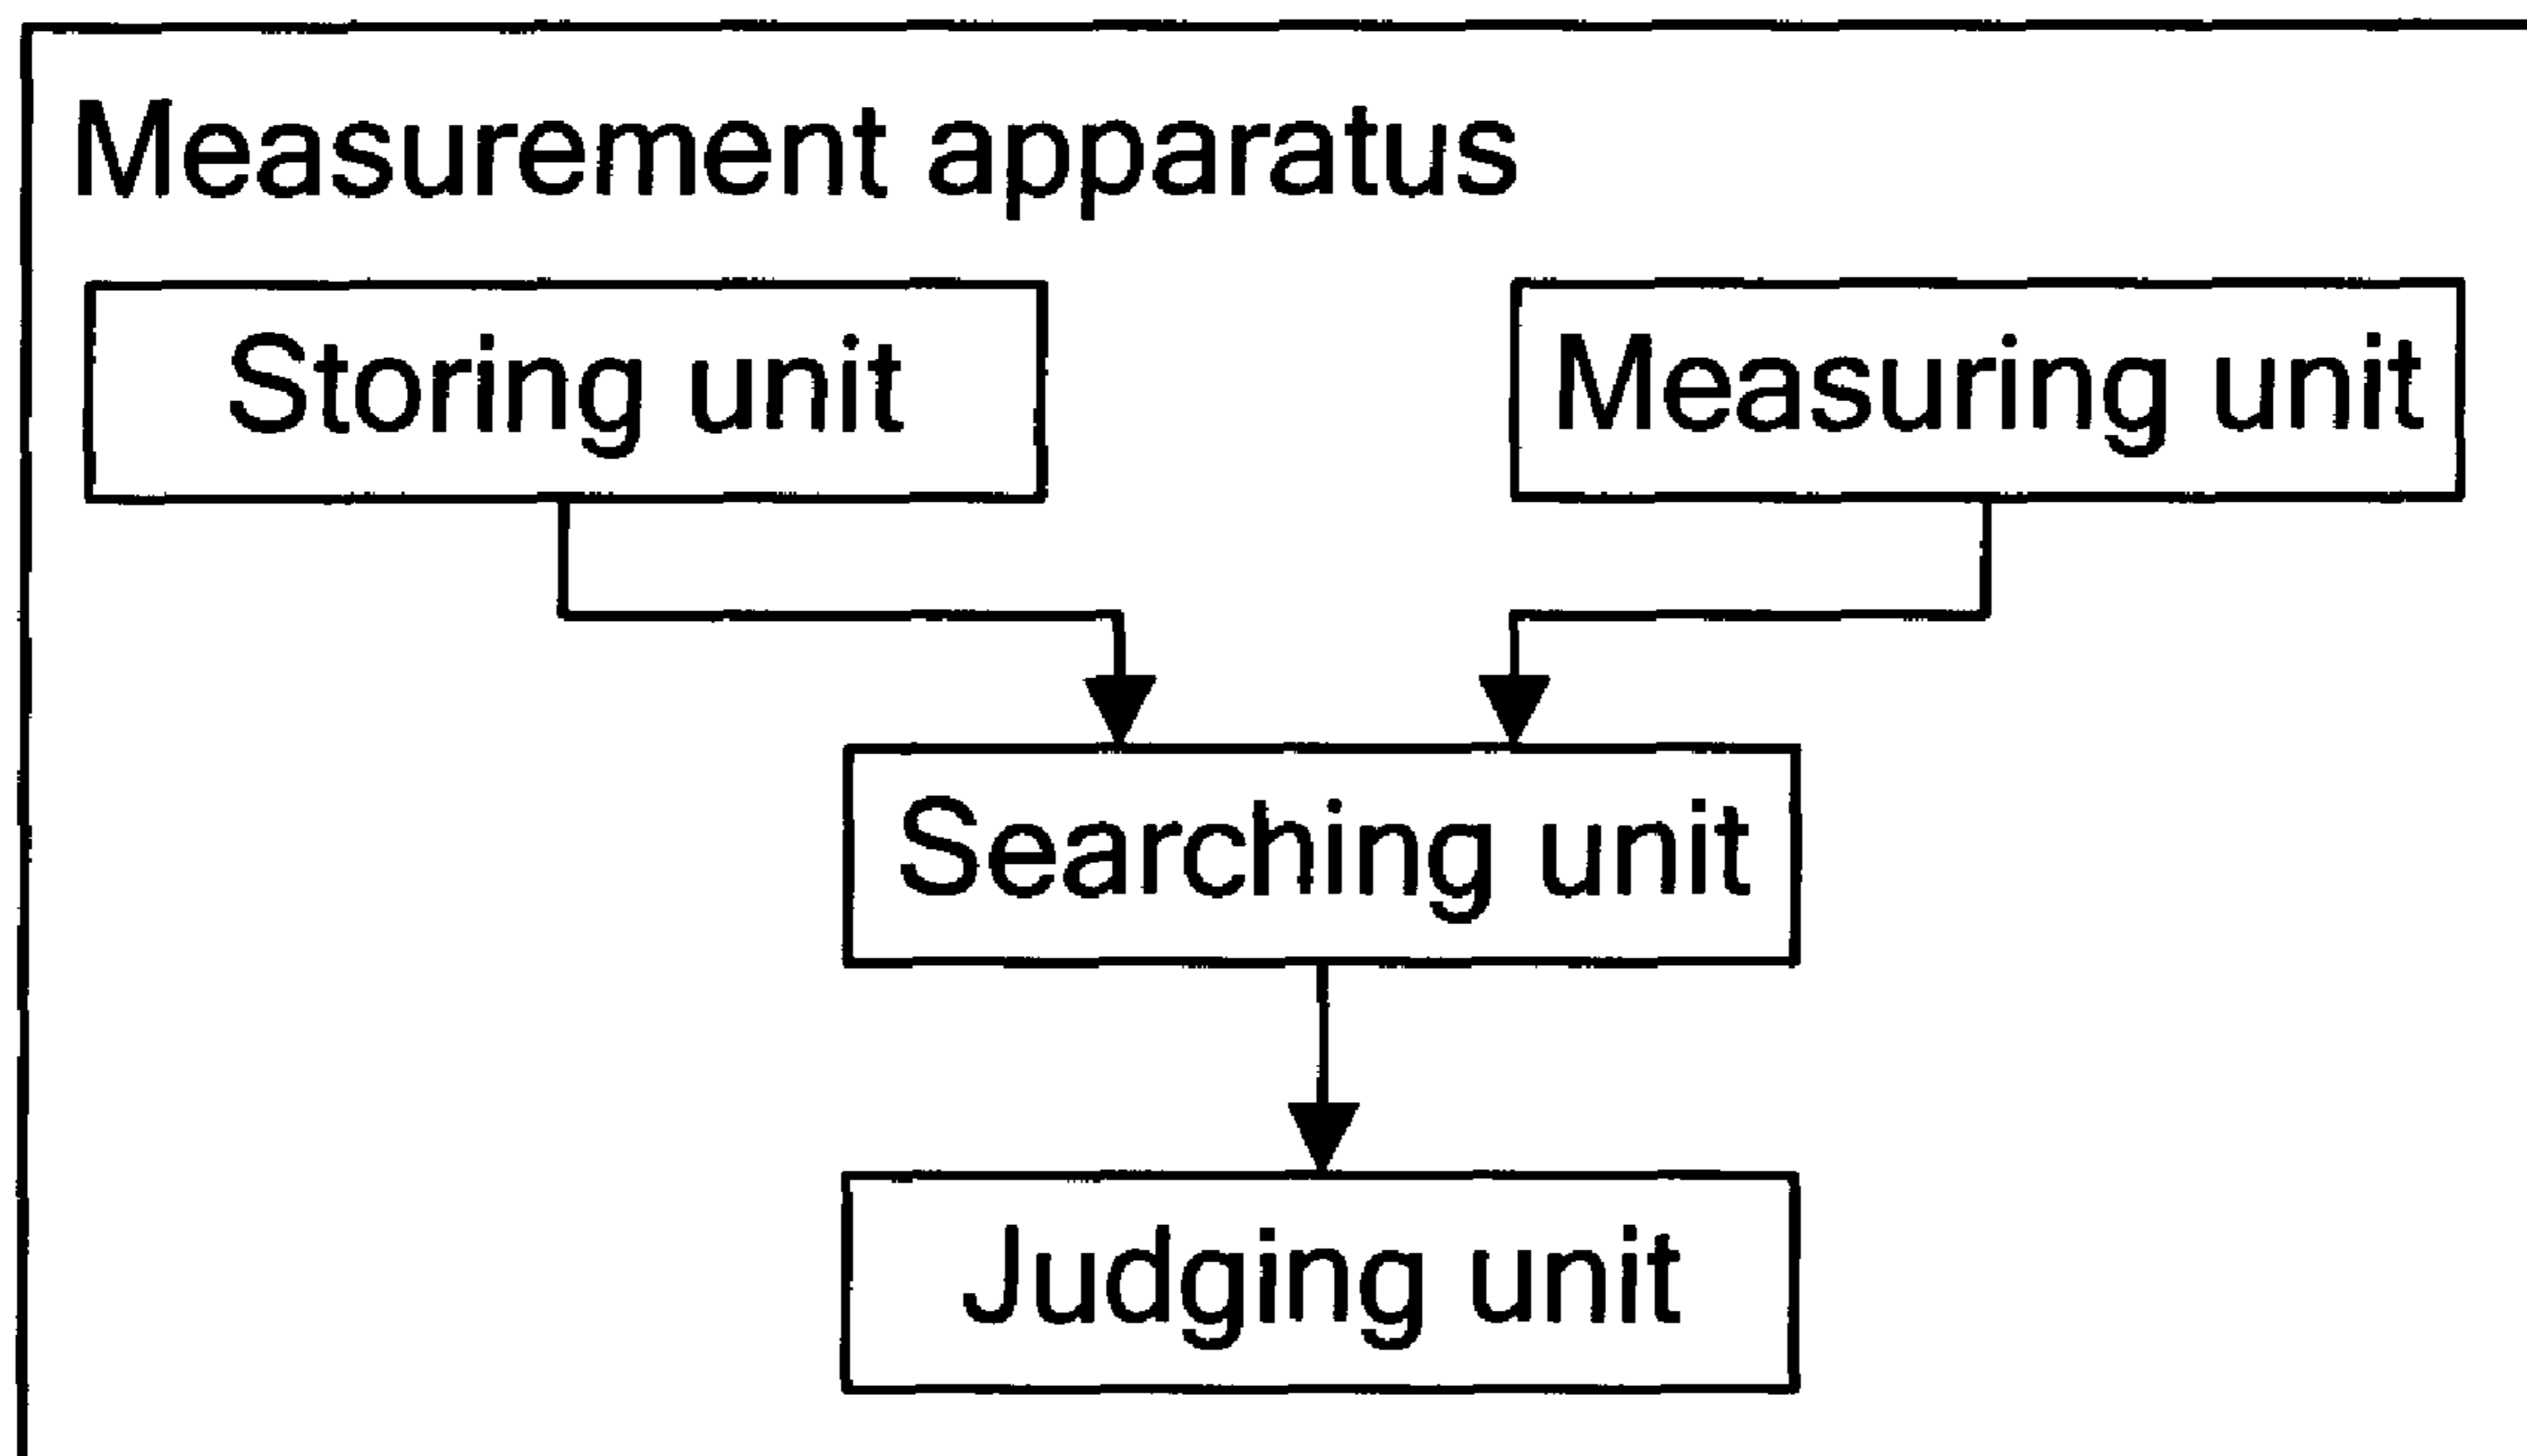 Measurement apparatus
Storing unit
Measuring unit
Searching unit
Judging unit